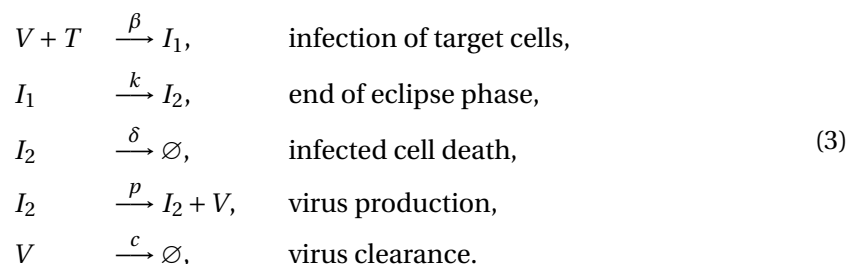 V + T —β→ I₁, infection of target cells,
I₁ —k→ I₂, end of eclipse phase,
I₂ —δ→ ∅, infected cell death, (3)
I₂ —p→ I₂ + V, virus production,
V —c→ ∅, virus clearance.